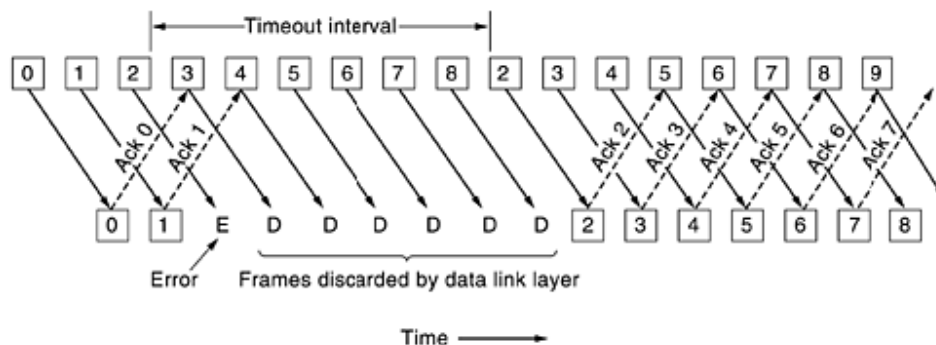 Timeout interval
0 1 2 3 4 5 6 7 8 2 3 4 5 6 7 8 9
Ack 0 Ack 1 Ack 2 Ack 3 Ack 4 Ack 5 Ack 6 Ack 7
0 1 E D D D D D D 2 3 4 5 6 7 8
Error Frames discarded by data link layer
Time